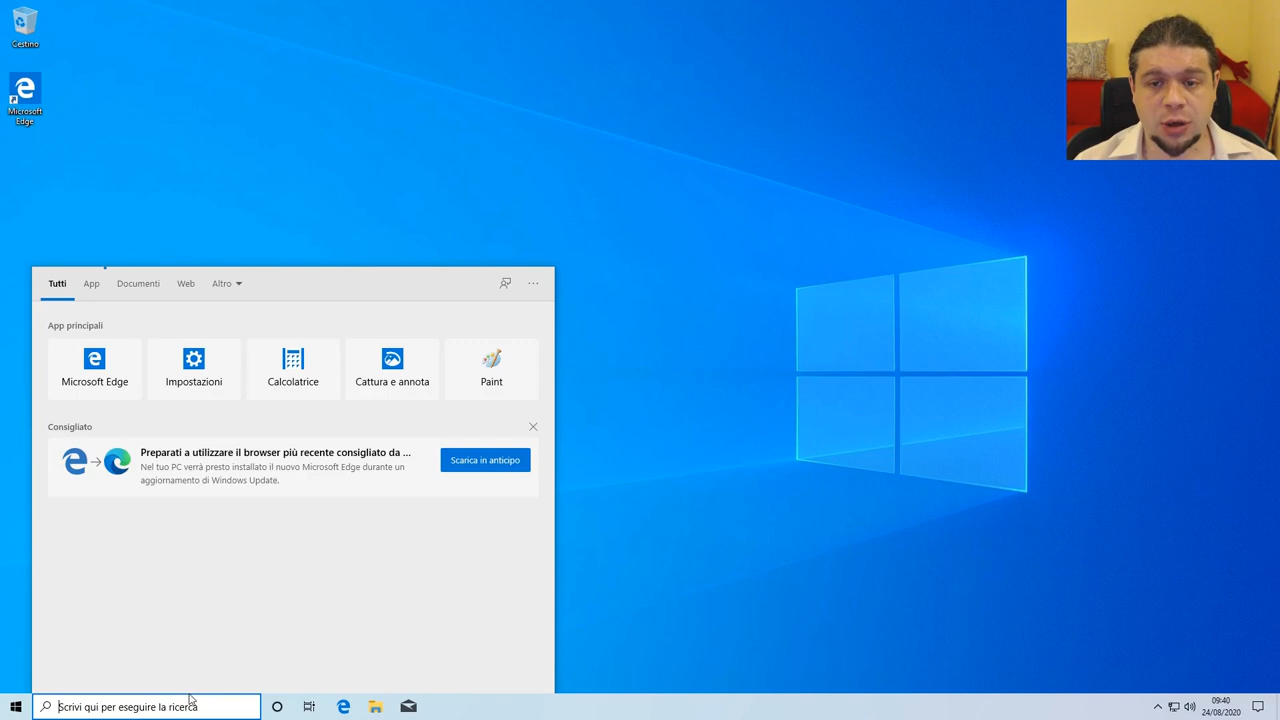 Cestino
Microsoft
Edge
Tutti App Documenti Web Altro
App principali
Microsoft Edge Impostazioni Calcolatrice Cattura e annota Paint
Consigliato
Preparati a utilizzare il browser più recente consigliato da ...
Nel tuo PC verrà presto installato il nuovo Microsoft Edge durante un
aggiornamento di Windows Update.
Scarica in anticipo
Scrivi qui per eseguire la ricerca
09:40
24/08/2020